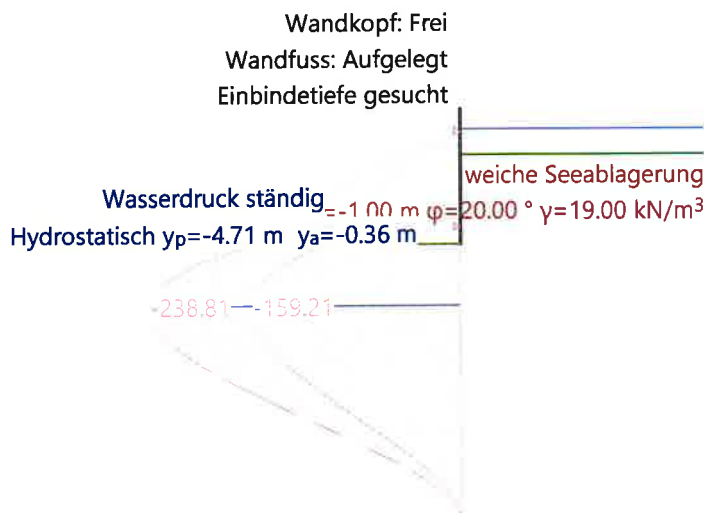 Wandkopf: Frei
Wandfuss: Aufgelegt
Einbindetiefe gesucht
weiche Seeablagerung
Wasserdruck ständig
=-1.00 m φ=20.00 ° γ=19.00 kN/m³
Hydrostatisch yp=-4.71 m ya=-0.36 m
-238.81 -159.21